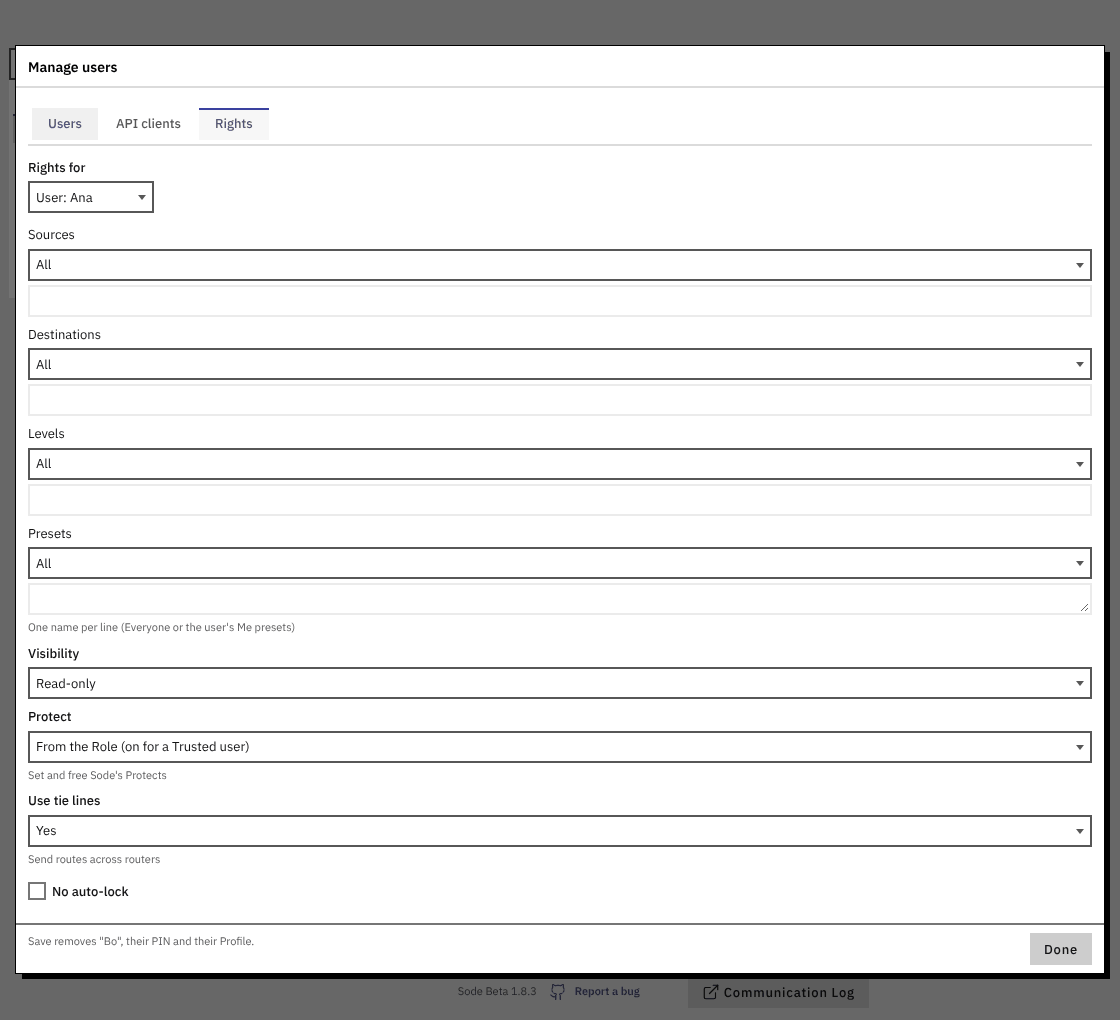 Manage users
Users
API clients
Rights
Rights for
User: Ana
Sources
All
Destinations
All
Levels
All
Presets
All
One name per line (Everyone or the user's Me presets)
Visibility
Read-only
Protect
From the Role (on for a Trusted user)
Set and free Sode's Protects
Use tie lines
Yes
Send routes across routers
No auto-lock
Save removes "Bo", their PIN and their Profile.
Done
Sode Beta 1.8.3
Report a bug
Communication Log